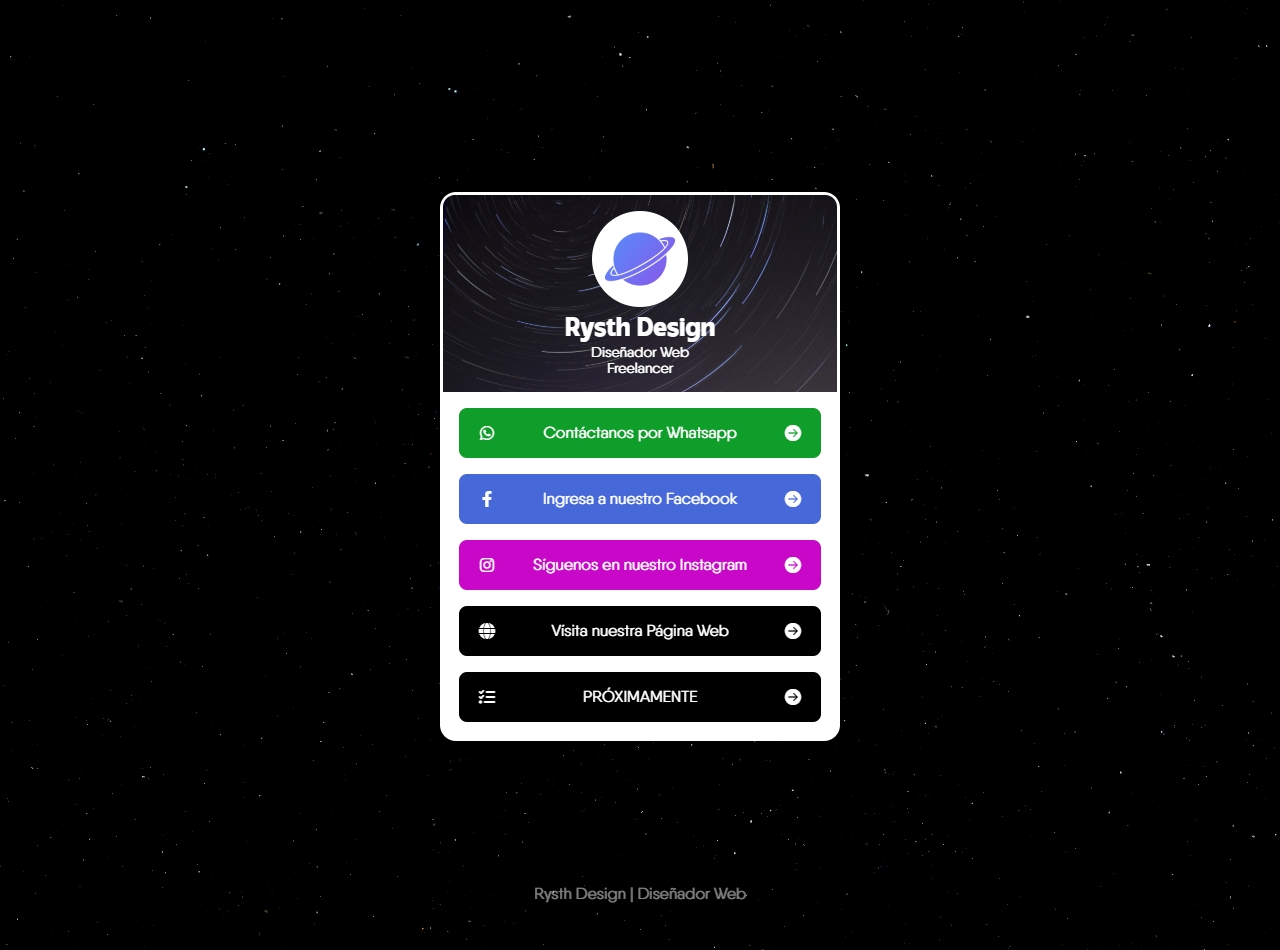 Rysth Design
Diseñador Web
Freelancer
Contáctanos por Whatsapp
Ingresa a nuestro Facebook
Síguenos en nuestro Instagram
Vísita nuestra Página Web
PRÓXIMAMENTE
Rysth Design | Diseñador Web